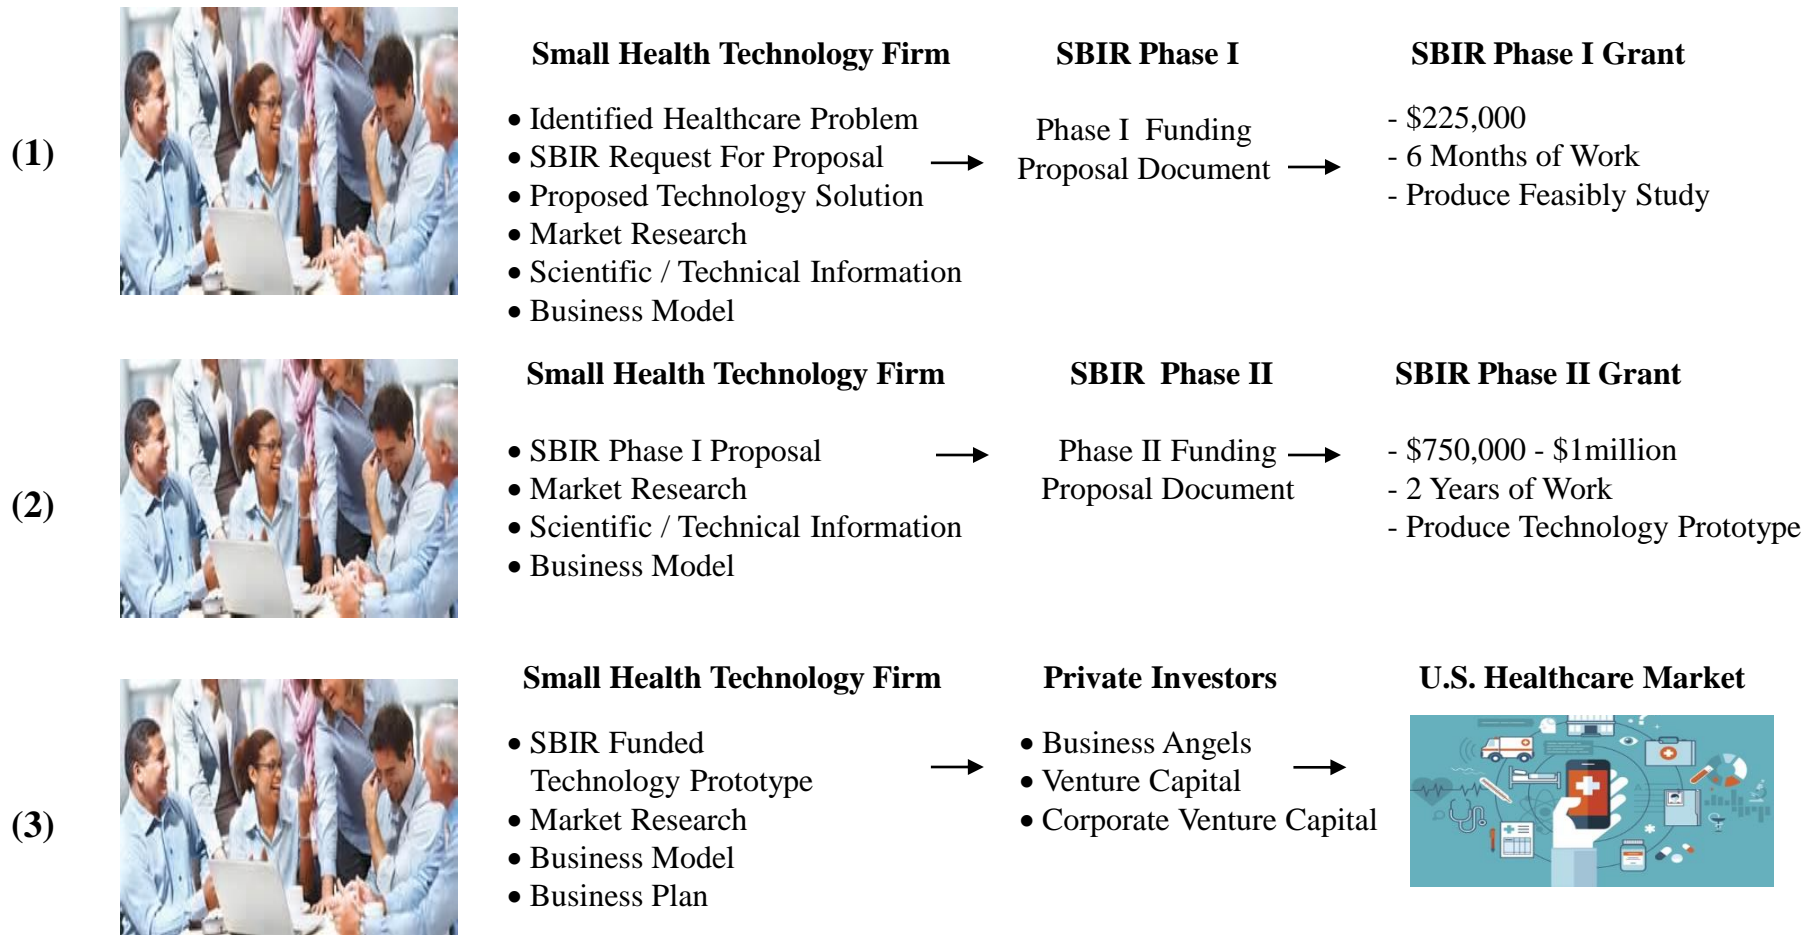 Small Health Technology Firm
SBIR Phase I
SBIR Phase I Grant
(1)
• Identified Healthcare Problem
• SBIR Request For Proposal
• Proposed Technology Solution
• Market Research
• Scientific / Technical Information
• Business Model
Phase I Funding
Proposal Document
- $225,000
- 6 Months of Work
- Produce Feasibly Study
Small Health Technology Firm
SBIR Phase II
SBIR Phase II Grant
(2)
• SBIR Phase I Proposal
• Market Research
• Scientific / Technical Information
• Business Model
Phase II Funding
Proposal Document
- $750,000 - $1million
- 2 Years of Work
- Produce Technology Prototype
Small Health Technology Firm
Private Investors
U.S. Healthcare Market
(3)
• SBIR Funded
Technology Prototype
• Market Research
• Business Model
• Business Plan
• Business Angels
• Venture Capital
• Corporate Venture Capital